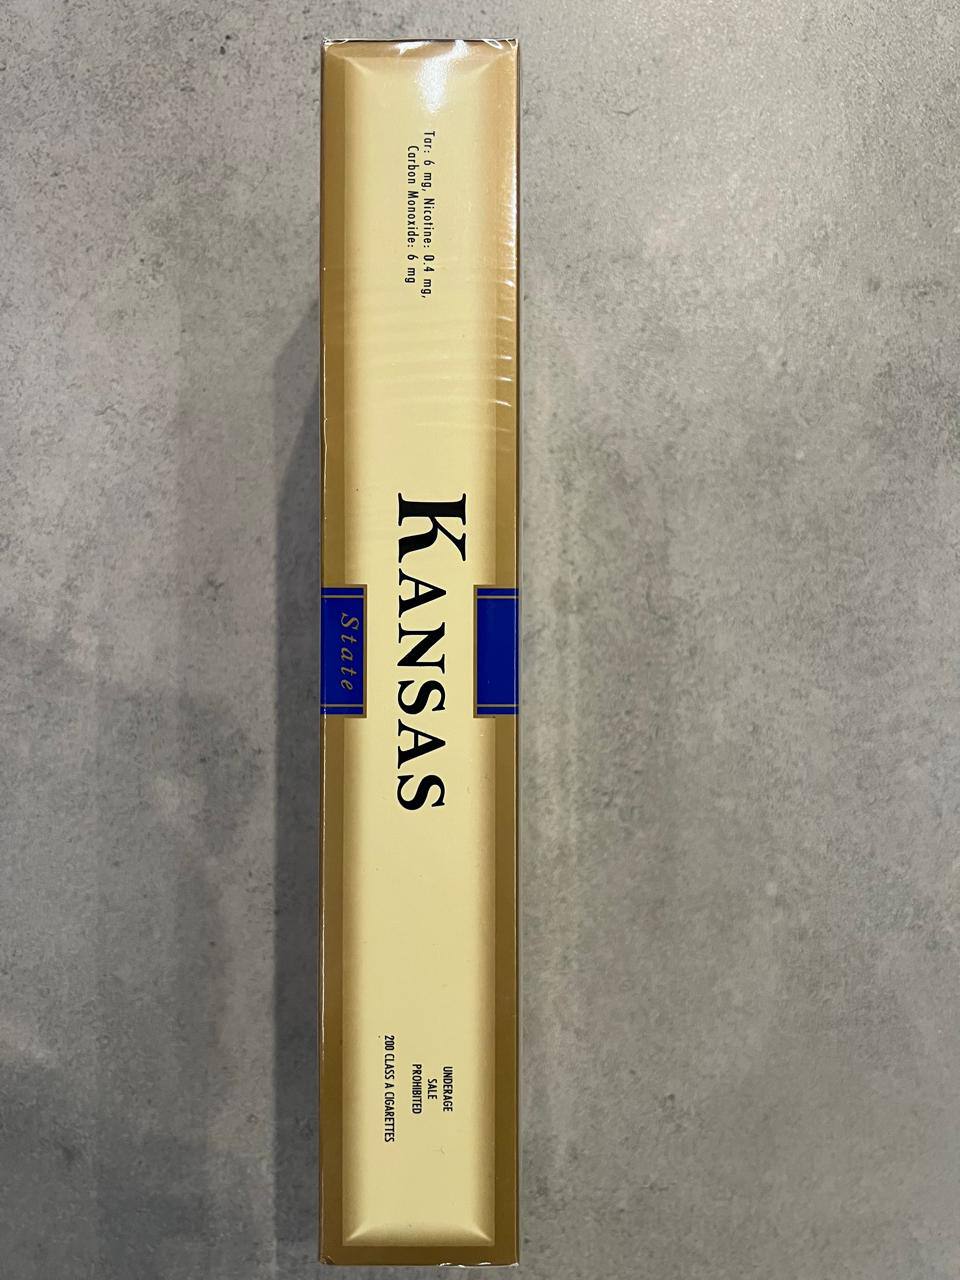 Tar: 6 mg, Nicotine: 0.4 mg,
Carbon Monoxide: 6 mg
KANSAS
State
UNDERAGE
SALE
PROHIBITED
200 CLASS A CIGARETTES